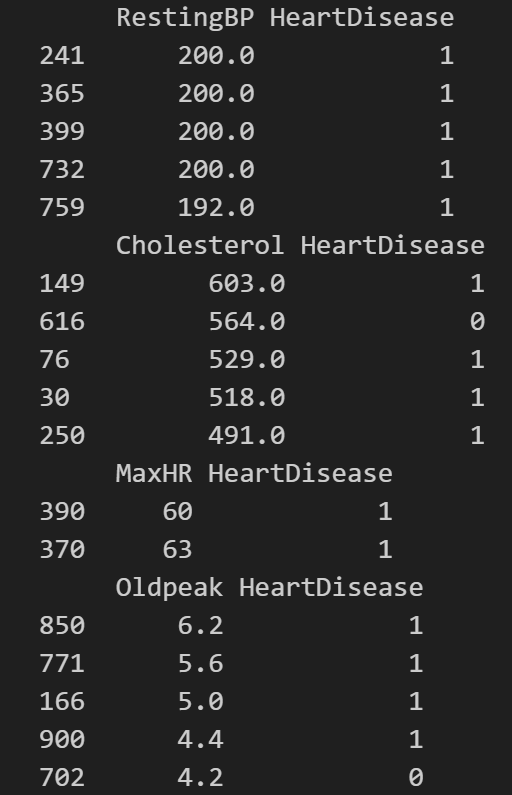 RestingBP HeartDisease
241 200.0 1
365 200.0 1
399 200.0 1
732 200.0 1
759 192.0 1
Cholesterol HeartDisease
149 603.0 1
616 564.0 0
76 529.0 1
30 518.0 1
250 491.0 1
MaxHR HeartDisease
390 60 1
370 63 1
Oldpeak HeartDisease
850 6.2 1
771 5.6 1
166 5.0 1
900 4.4 1
702 4.2 0